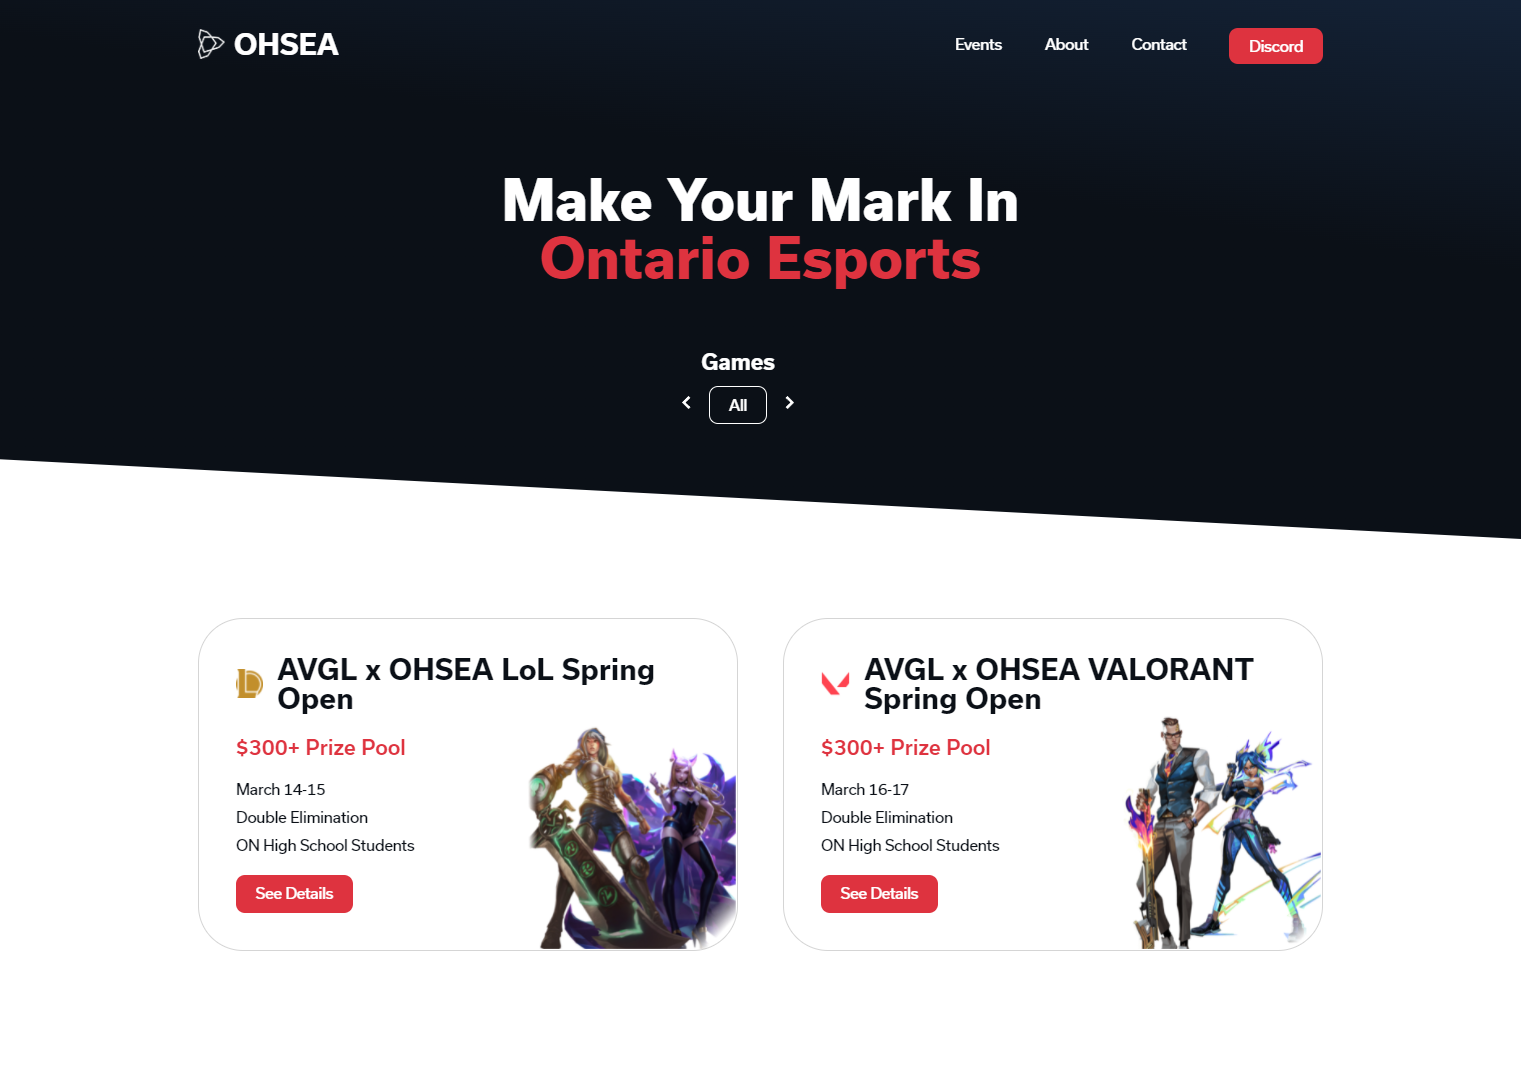 OHSEA
Events
About
Contact
Discord
Make Your Mark In
Ontario Esports
Games
All
AVGL x OHSEA LoL Spring
Open
$300+ Prize Pool
March 14-15
Double Elimination
ON High School Students
See Details
AVGL x OHSEA VALORANT
Spring Open
$300+ Prize Pool
March 16-17
Double Elimination
ON High School Students
See Details